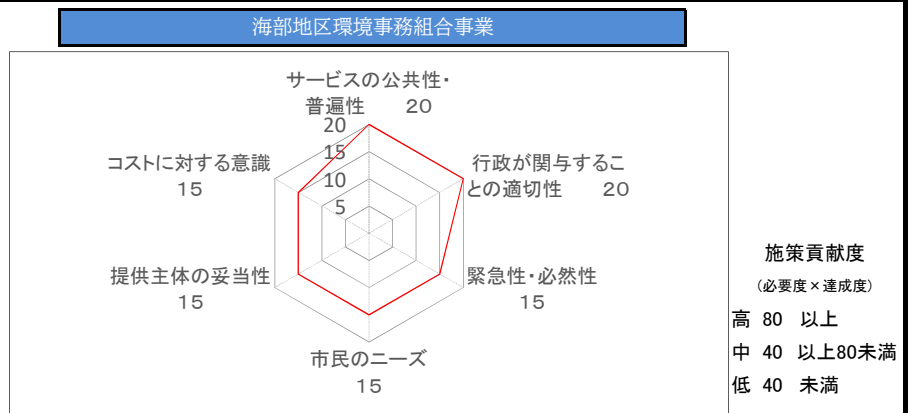 海部地区環境事務組合事業
サービスの公共性・
普遍性 20
20
15
10
5
行政が関与するこ
との適切性 20
緊急性・必然性
15
市民のニーズ
15
提供主体の妥当性
15
コストに対する意識
15
施策貢献度
(必要度×達成度)
高 80 以上
中 40 以上80未満
低 40 未満